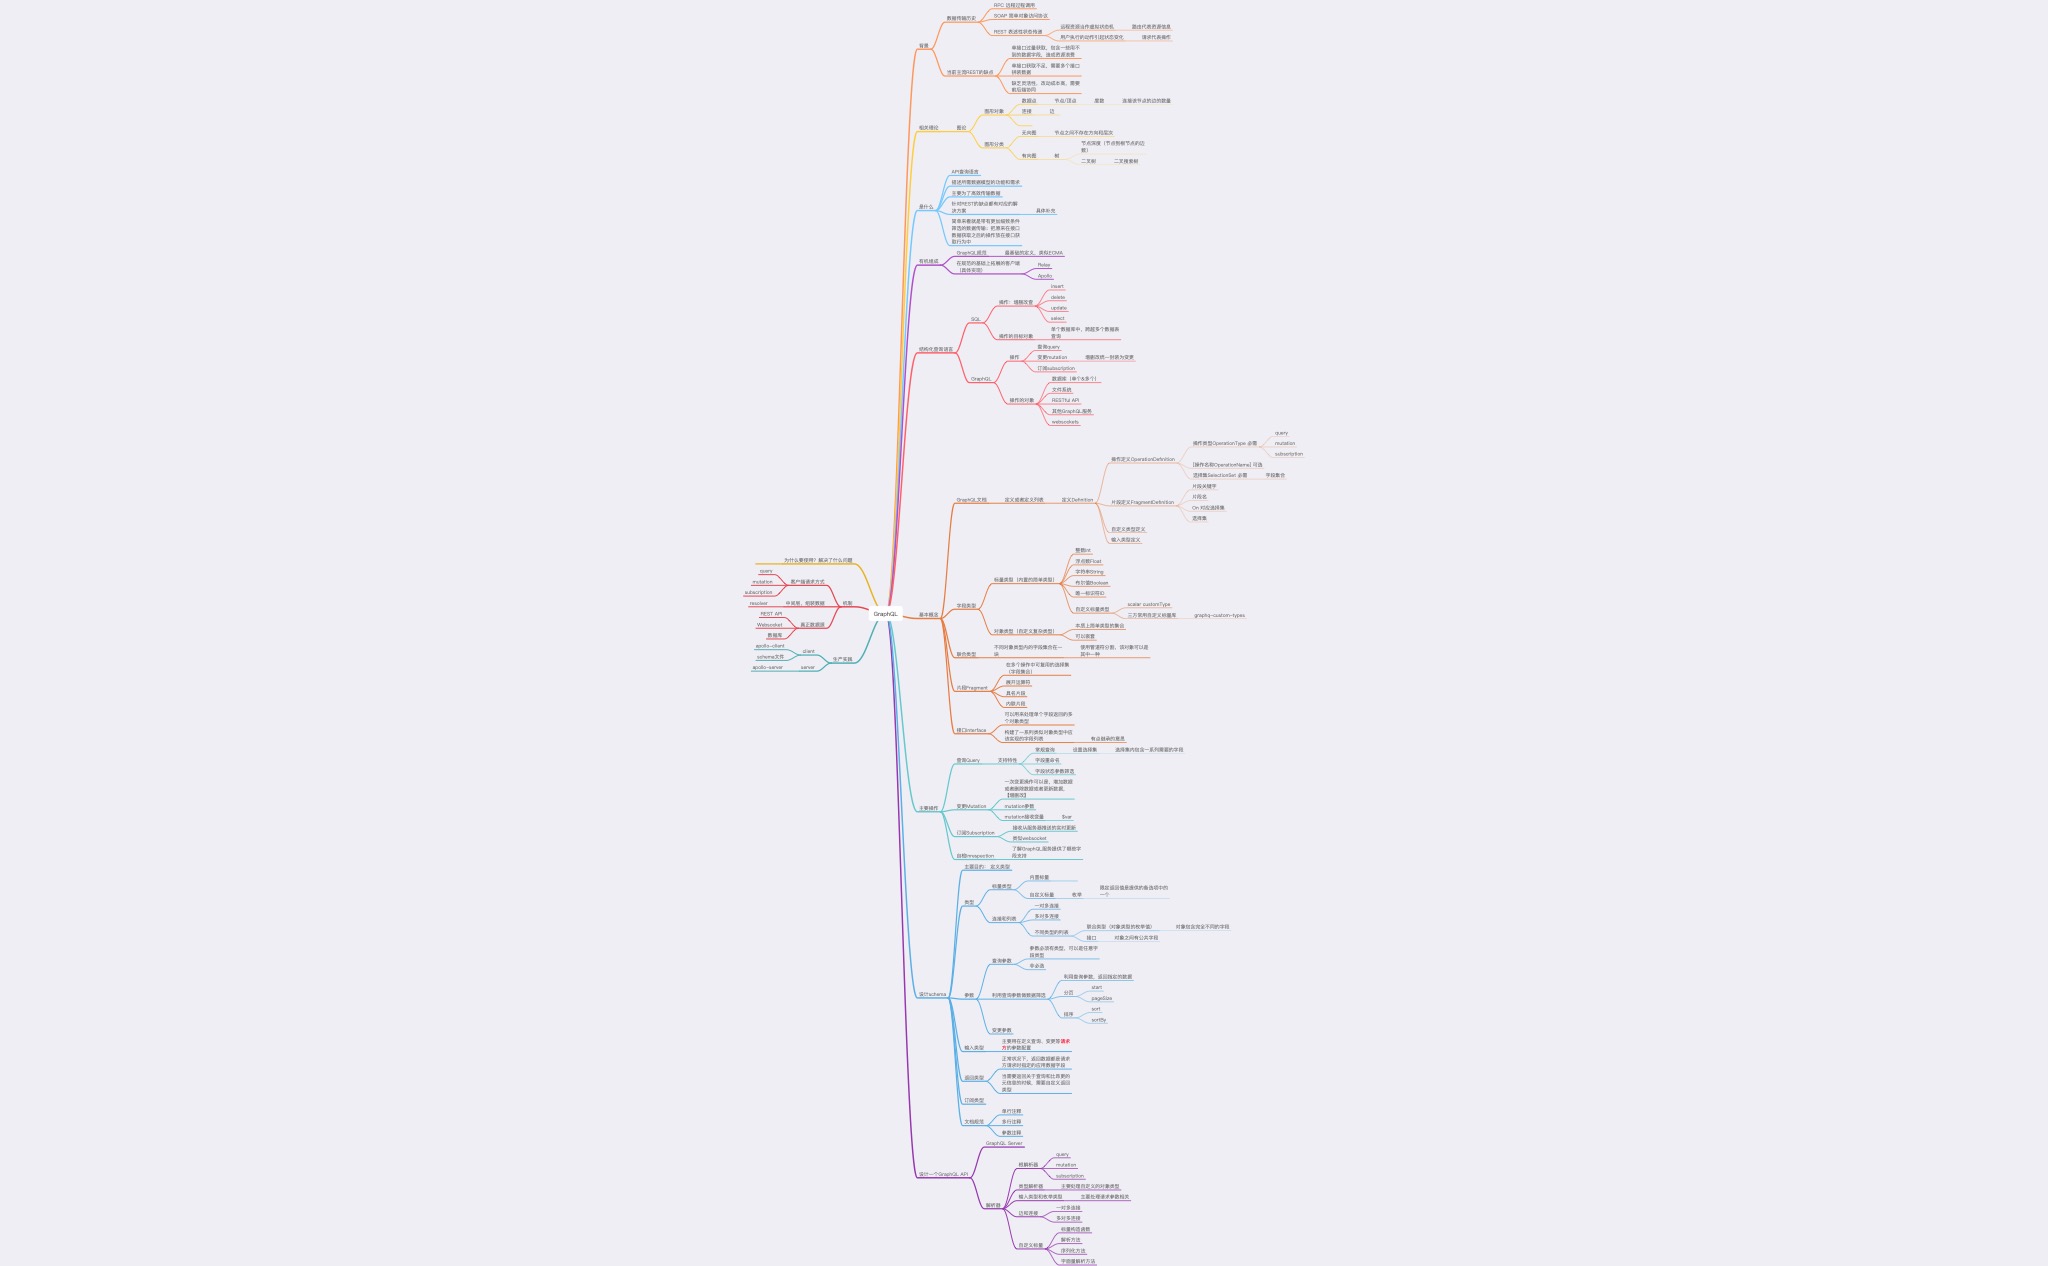 背景
数据传输历史
RPC 远程过程调用
SOAP 简单对象访问协议
REST 表述性状态传递
远程资源当作虚拟状态机
路由代表资源信息
用户执行的动作引起状态变化
请求代表操作
当前主流REST的缺点
单接口过量获取，包含一些用不
到的数据字段，造成资源浪费
单接口获取不足，需要多个接口
拼凑数据
缺乏灵活性，改动成本高，需要
前后端协同
相关理论
图论
图形对象
数据点
节点/顶点
度数
连接该节点的边的数量
连接
边
图形分类
无向图
节点之间不存在方向和层次
有向图
树
节点深度（节点到根节点的边
数）
二叉树
二叉搜索树
是什么
API查询语言
描述所需数据模型的功能和需求
主要为了高效传输数据
针对REST的缺点都有对应的解
决方案
具体补充
简单来看就是带有更加细致条件
筛选的数据传输；把原来在接口
数据获取之后的操作放在接口获
取行为中
有机组成
GraphQL规范
最基础的定义，类似ECMA
在规范的基础上拓展的客户端
（具体实现）
Relay
Apollo
结构化查询语言
SQL
操作：增删改查
insert
delete
update
select
操作的目标对象
单个数据库中，跨越多个数据表
查询
GraphQL
操作
查询query
变更mutation
增删改统一封装为变更
订阅subscription
操作的对象
数据库（单个&多个）
文件系统
RESTful API
其他GraphQL服务
websockets
GraphQL
为什么要使用？解决了什么问题
机制
客户端请求方式
query
mutation
subscription
中间层，组装数据
resolver
真正数据源
REST API
Websocket
数据库
生产实践
client
apollo-client
schema文件
server
apollo-server
基本概念
GraphQL文档
定义或者定义列表
定义Definition
操作定义OperationDefinition
操作类型OperationType 必需
query
mutation
subscription
[操作名称OperationName] 可选
选择集SelectionSet 必需
字段集合
片段定义FragmentDefinition
片段关键字
片段名
On 对应选择集
选择集
自定义类型定义
输入类型定义
字段类型
标量类型（内置的简单类型）
整数Int
浮点数Float
字符串String
布尔值Boolean
唯一标识符ID
自定义标量类型
scalar customType
三方常用自定义标量库
graphq-custom-types
对象类型（自定义复杂类型）
本质上简单类型的集合
可以嵌套
联合类型
不同对象类型内的字段集合在一
块
使用管道符分割，该对象可以是
其中一种
片段Fragment
在多个操作中可复用的选择集
（字段集合）
展开运算符
具名片段
内联片段
接口Interface
可以用来处理单个字段返回的多
个对象类型
构建了一系列类似对象类型中应
该实现的字段列表
有点继承的意思
主要操作
查询Query
支持特性
常规查询
设置选择集
选择集内包含一系列需要的字段
字段重命名
字段状态参数筛选
变更Mutation
一次变更操作可以是，增加数据
或者删除数据或者更新数据。
【增删改】
mutation参数
mutation接收变量
$var
订阅Subscription
接收从服务器推送的实时更新
类似websocket
自检Introspection
了解GraphQL服务提供了哪些字
段支持
设计schema
主要目的：定义类型
类型
标量类型
内置标量
自定义标量
枚举
限定返回值是提供的备选项中的
一个
连接和列表
一对多连接
多对多连接
不同类型的列表
联合类型（对象类型的枚举值）
对象包含完全不同的字段
接口
对象之间有公共字段
参数
查询参数
参数必须有类型，可以是任意字
段类型
非必选
利用查询参数做数据筛选
利用查询参数，返回指定的数据
分页
start
pageSize
排序
sort
sortBy
变更参数
输入类型
主要用在定义查询、变更等请求
方的参数配置
返回类型
正常状况下，返回数据都是请求
方请求时指定的应用数据字段
当需要返回关于查询和比改更的
元信息的时候，需要自定义返回
类型
订阅类型
文档规范
单行注释
多行注释
参数注释
设计一个GraphQL API
GraphQL Server
解析器
根解析器
query
mutation
subscription
类型解析器
主要处理自定义的对象类型
输入类型和枚举类型
主要处理请求参数相关
边和连接
一对多连接
多对多连接
自定义标量
标量构造函数
解析方法
序列化方法
字面量解析方法